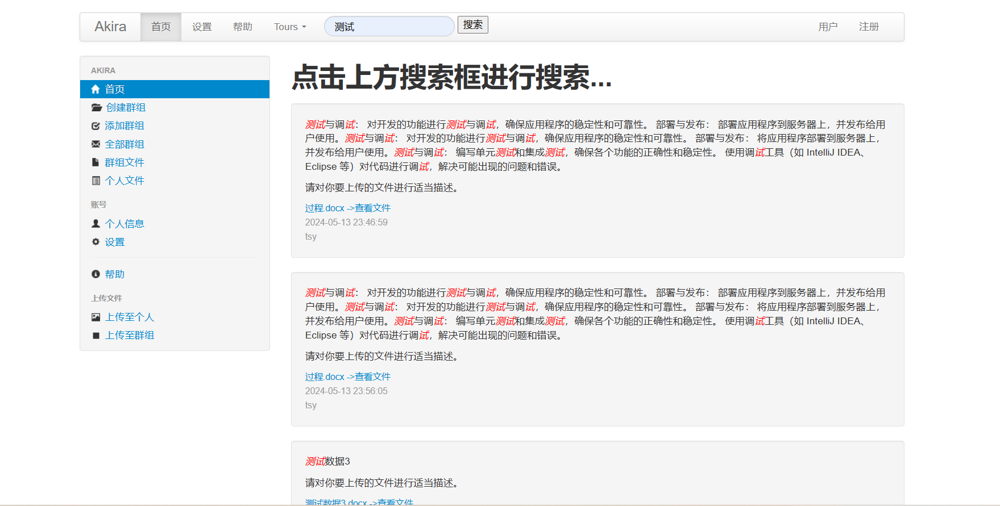 Akira 首页 设置 帮助 Tours 测试 搜索 用户 注册
AKIRA
首页
创建群组
添加群组
全部群组
群组文件
个人文件
账号
个人信息
设置
帮助
上传文件
上传至个人
上传至群组
点击上方搜索框进行搜索...
测试与调试： 对开发的功能进行测试与调试，确保应用程序的稳定性和可靠性。 部署与发布： 部署应用程序到服务器上，并发布给用
户使用。测试与调试： 对开发的功能进行测试与调试，确保应用程序的稳定性和可靠性。 部署与发布： 将应用程序部署到服务器上，
并发布给用户使用。测试与调试： 编写单元测试和集成测试，确保各个功能的正确性和稳定性。 使用调试工具（如 IntelliJ IDEA、
Eclipse 等）对代码进行调试，解决可能出现的问题和错误。
请对你要上传的文件进行适当描述。
过程.docx ->查看文件
2024-05-13 23:46:59
tsy
测试与调试： 对开发的功能进行测试与调试，确保应用程序的稳定性和可靠性。 部署与发布： 部署应用程序到服务器上，并发布给用
户使用。测试与调试： 对开发的功能进行测试与调试，确保应用程序的稳定性和可靠性。 部署与发布： 将应用程序部署到服务器上，
并发布给用户使用。测试与调试： 编写单元测试和集成测试，确保各个功能的正确性和稳定性。 使用调试工具（如 IntelliJ IDEA、
Eclipse 等）对代码进行调试，解决可能出现的问题和错误。
请对你要上传的文件进行适当描述。
过程.docx ->查看文件
2024-05-13 23:56:05
tsy
测试数据3
请对你要上传的文件进行适当描述。
测试数据3.docx ->查看文件